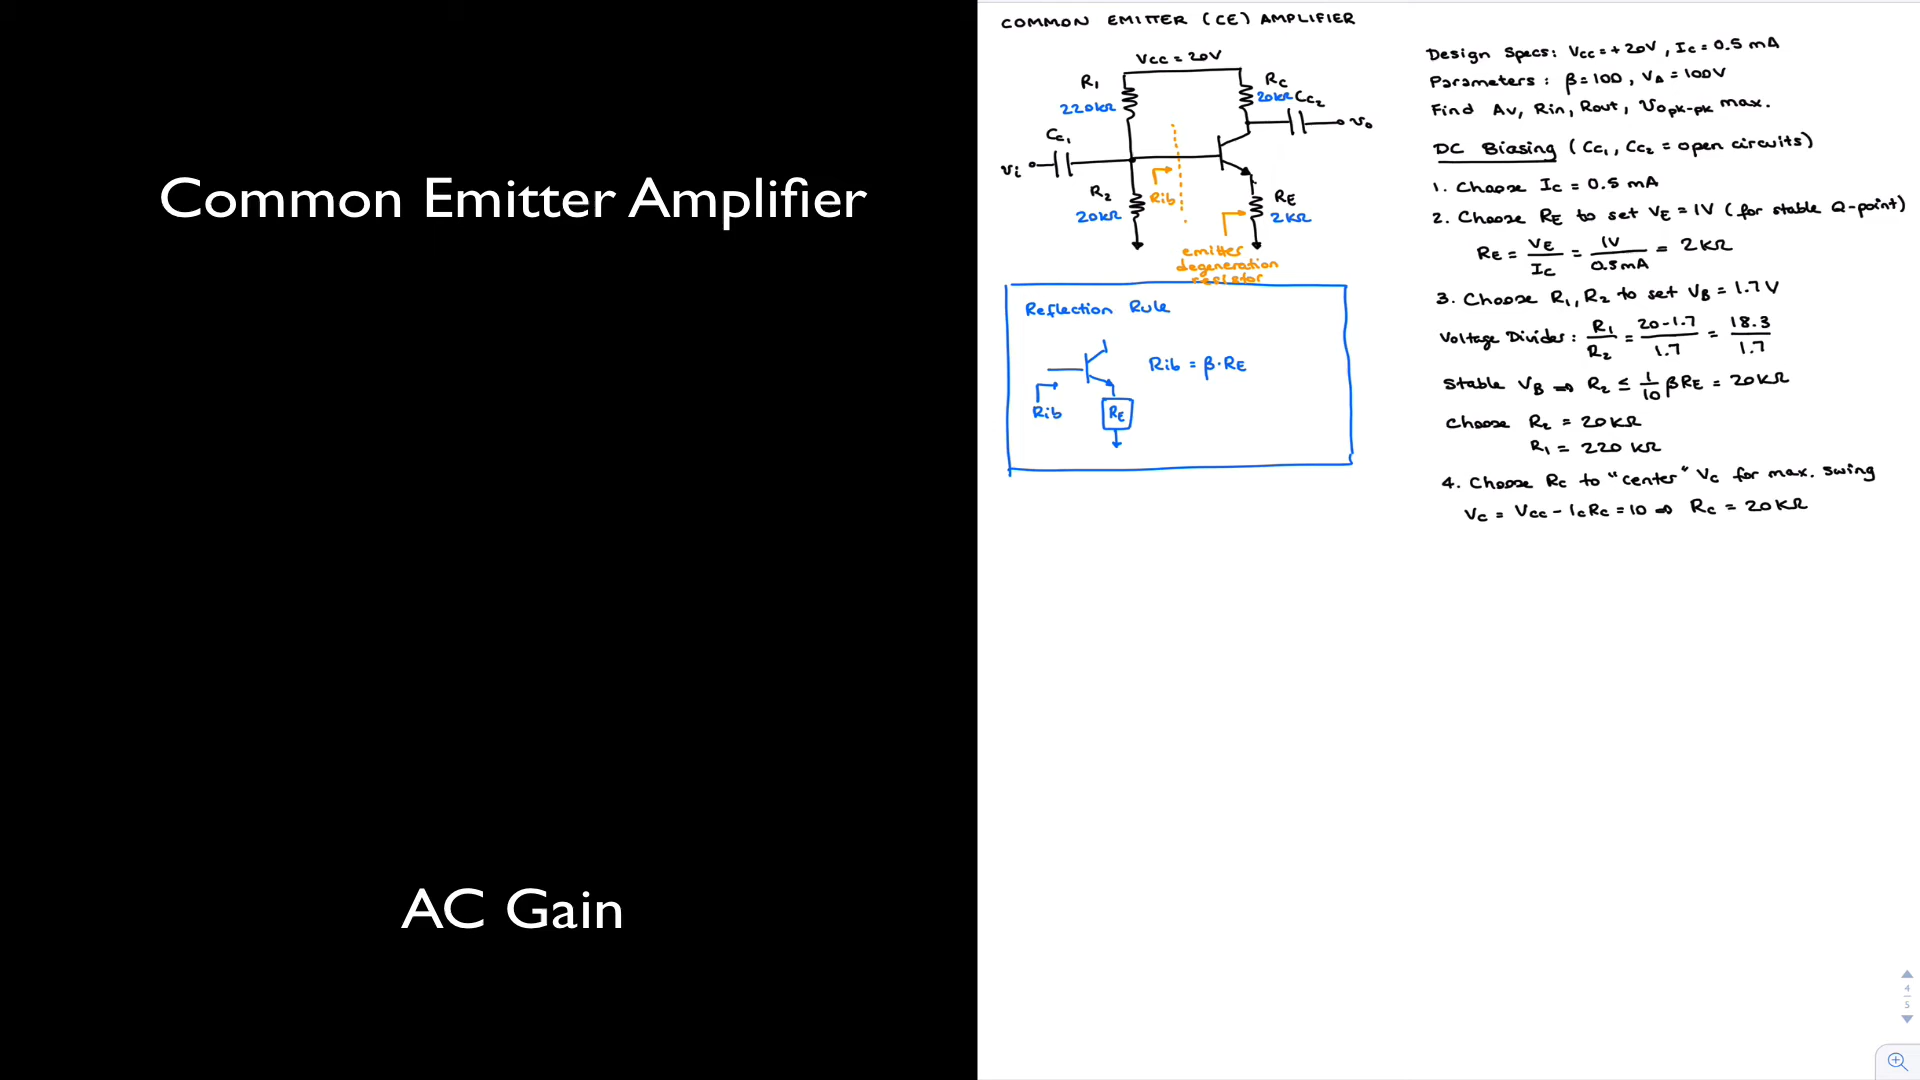 Common Emitter Amplifier
AC Gain
COMMON EMITTER (CE) AMPLIFIER
Vcc = 20V
R1
220kΩ
Rc
20kΩ
Cc2
vo
Cc1
vi
R2
20kΩ
Rib
RE
2kΩ
emitter
degeneration
resistor
Reflection Rule
Rib = β·RE
Rib
RE
Design Specs: Vcc = +20V, Ic = 0.5 mA
Parameters: β = 100, VA = 100V
Find Av, Rin, Rout, Vopk-pk max.
DC Biasing (Cc1, Cc2 = open circuits)
1. Choose Ic = 0.5 mA
2. Choose RE to set VE = 1V (for stable Q-point)
RE = VE/Ic = 1V/0.5mA = 2kΩ
3. Choose R1, R2 to set VB = 1.7V
Voltage Divider: R1/R2 = 20-1.7/1.7 = 18.3/1.7
Stable VB ⇒ R2 ≤ 1/10 βRE = 20kΩ
Choose R2 = 20kΩ
R1 = 220 kΩ
4. Choose Rc to "center" Vc for max. swing
Vc = Vcc - IcRc = 10 ⇒ Rc = 20kΩ
4
5